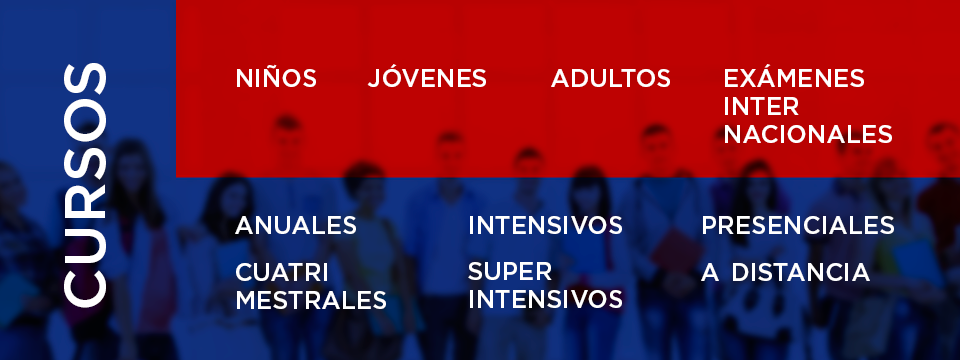 CURSOS
NIÑOS
JÓVENES
ADULTOS
EXÁMENES
INTER
NACIONALES
ANUALES
CUATRI
MESTRALES
INTENSIVOS
SUPER
INTENSIVOS
PRESENCIALES
A DISTANCIA